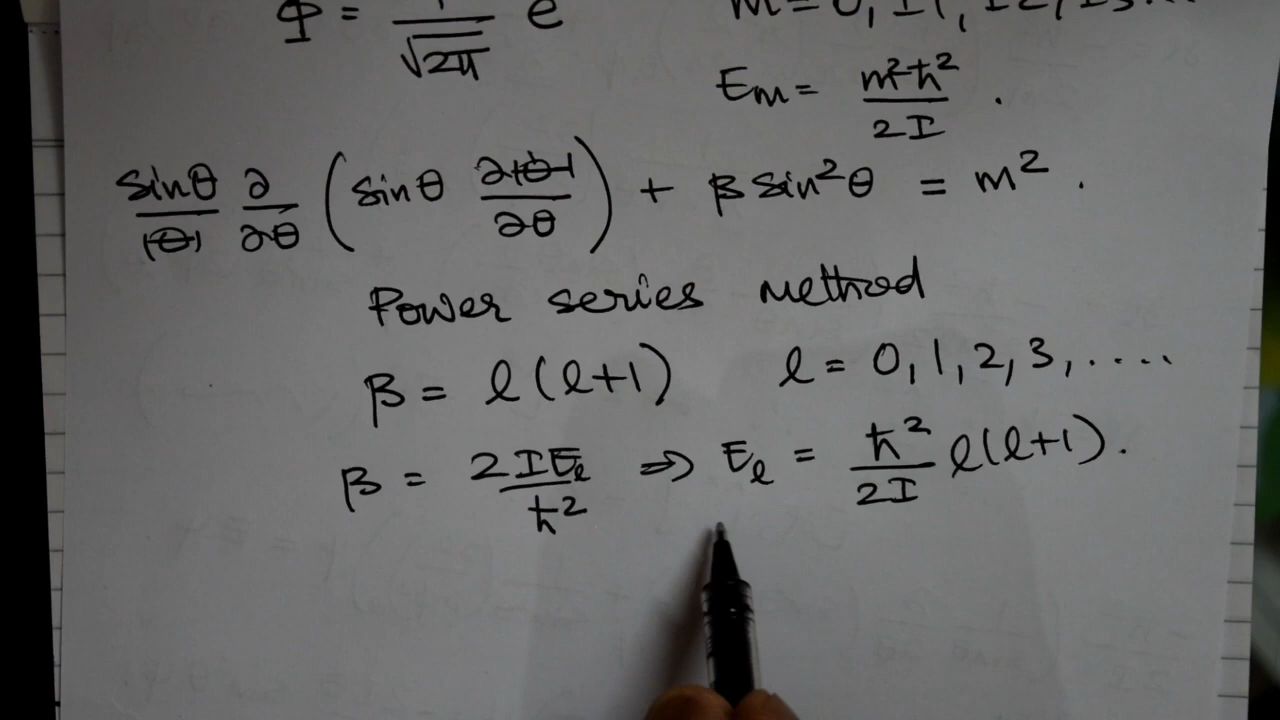 Φ = 1/√2π e m = 0, ±1, ±2, ±3...
E_m = m²ħ²/2I .
sinθ/Θ ∂/∂θ (sinθ ∂Θ/∂θ) + β sin²θ = m² .
Power series method
β = l(l+1) l = 0, 1, 2, 3, ....
β = 2IE_l/ħ² ⇒ E_l = ħ²/2I l(l+1).